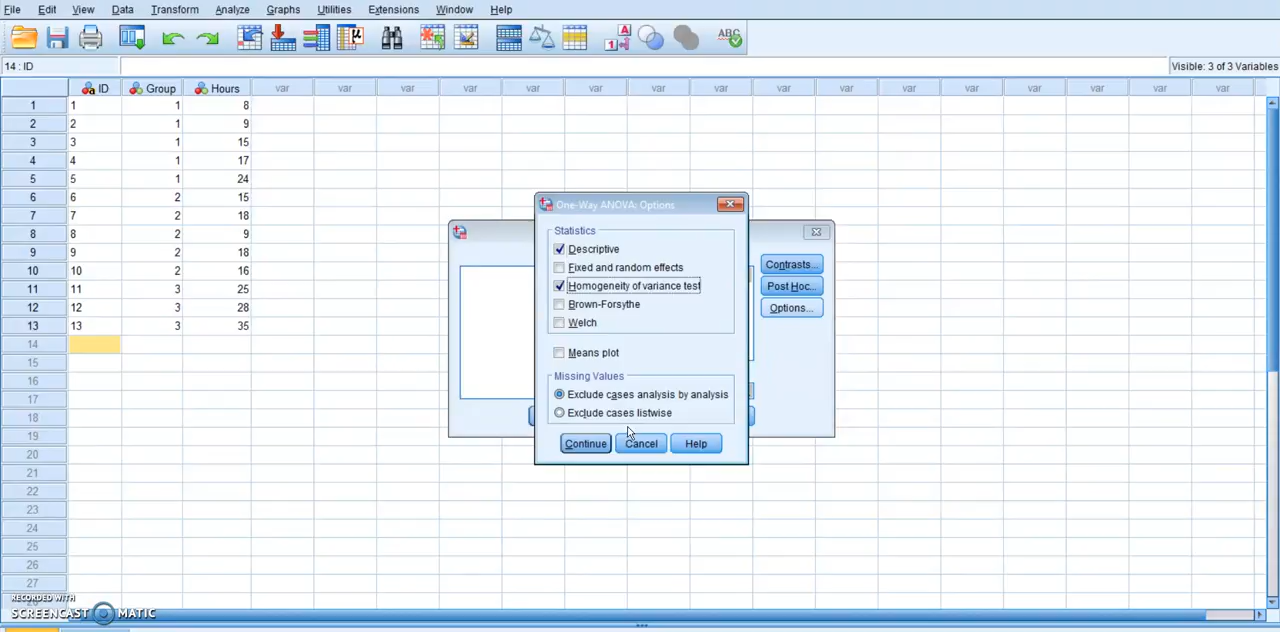 File Edit View Data Transform Analyze Graphs Utilities Extensions Window Help
14 : ID Visible: 3 of 3 Variables
ID Group Hours var var var var var var var var var var var var var var var var
1 1 1 8
2 2 1 9
3 3 1 15
4 4 1 17
5 5 1 24
6 6 2 15
7 7 2 18
8 8 2 9
9 9 2 18
10 10 2 16
11 11 3 25
12 12 3 28
13 13 3 35
14
15
16
17
18
19
20
21
22
23
24
25
26
27
One-Way ANOVA: Options
Statistics
Descriptive
Fixed and random effects
Homogeneity of variance test
Brown-Forsythe
Welch
Means plot
Missing Values
Exclude cases analysis by analysis
Exclude cases listwise
Continue Cancel Help
Contrasts...
Post Hoc...
Options...
RECORDED WITH
SCREENCAST MATIC